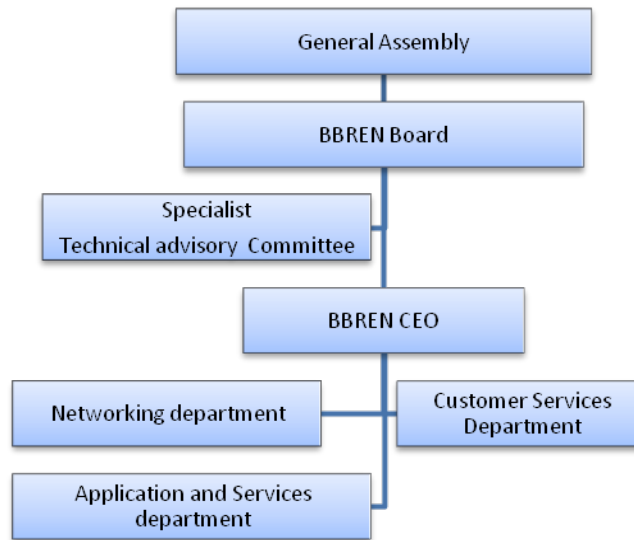 General Assembly
BBREN Board
Specialist
Technical advisory Committee
BBREN CEO
Networking department
Customer Services
Department
Application and Services
department